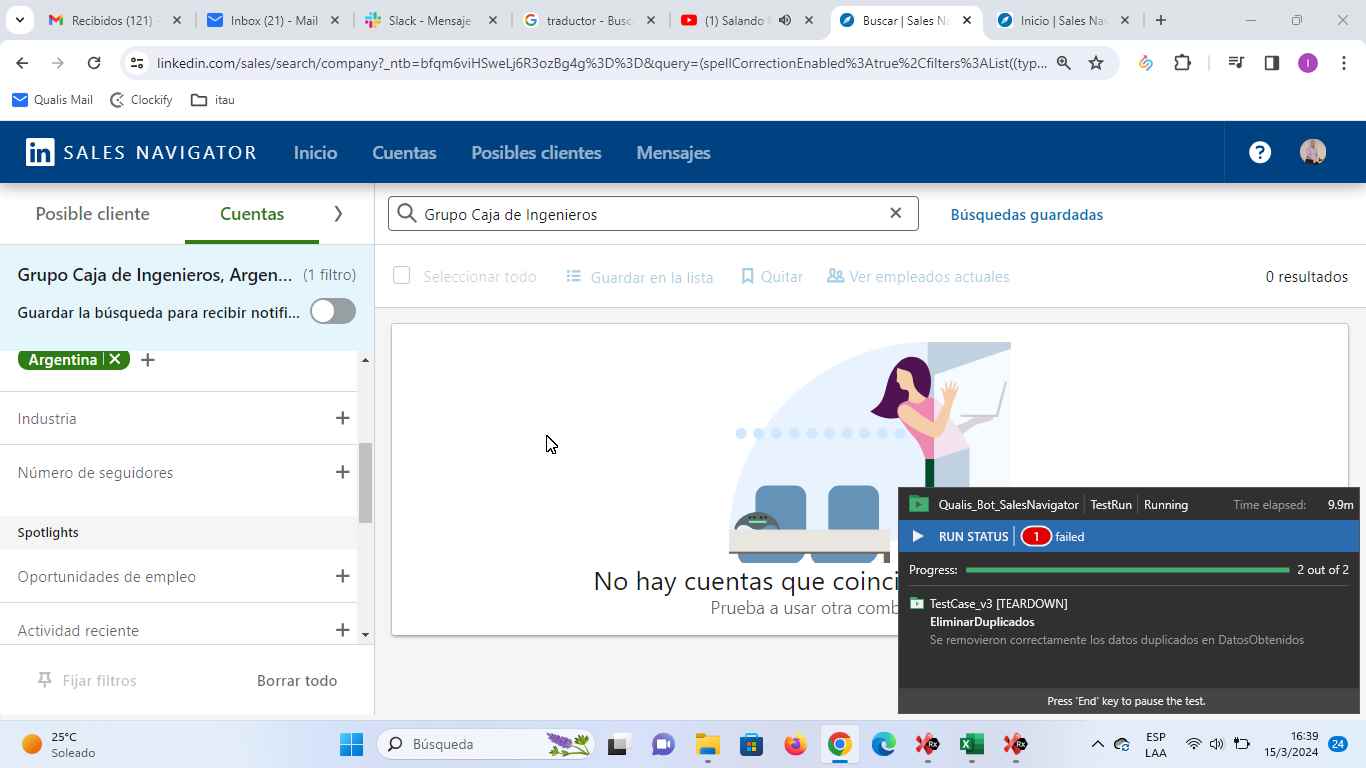 Recibidos (121) -
Inbox (21) - Mail
Slack - Mensaje
traductor - Busc
(1) Salando
Buscar | Sales N
Inicio | Sales Na
linkedin.com/sales/search/company?_ntb=bfqm6viHSweLj6R3ozBg4g%3D%3D&query=(spellCorrectionEnabled%3Atrue%2Cfilters%3AList((typ...
I
Qualis Mail
Clockify
itau
in SALES NAVIGATOR
Inicio
Cuentas
Posibles clientes
Mensajes
?
Posible cliente
Cuentas
Grupo Caja de Ingenieros
Búsquedas guardadas
Grupo Caja de Ingenieros, Argen... (1 filtro)
Guardar la búsqueda para recibir notifi...
Seleccionar todo
Guardar en la lista
Quitar
Ver empleados actuales
0 resultados
Argentina
Industria
Número de seguidores
Spotlights
Oportunidades de empleo
Actividad reciente
Fijar filtros
Borrar todo
No hay cuentas que coinci
Prueba a usar otra comb
Qualis_Bot_SalesNavigator TestRun Running Time elapsed: 9.9m
RUN STATUS 1 failed
Progress: 2 out of 2
TestCase_v3 [TEARDOWN]
EliminarDuplicados
Se removieron correctamente los datos duplicados en DatosObtenidos
Press 'End' key to pause the test.
25°C
Soleado
Búsqueda
ESP
LAA
16:39
15/3/2024
24